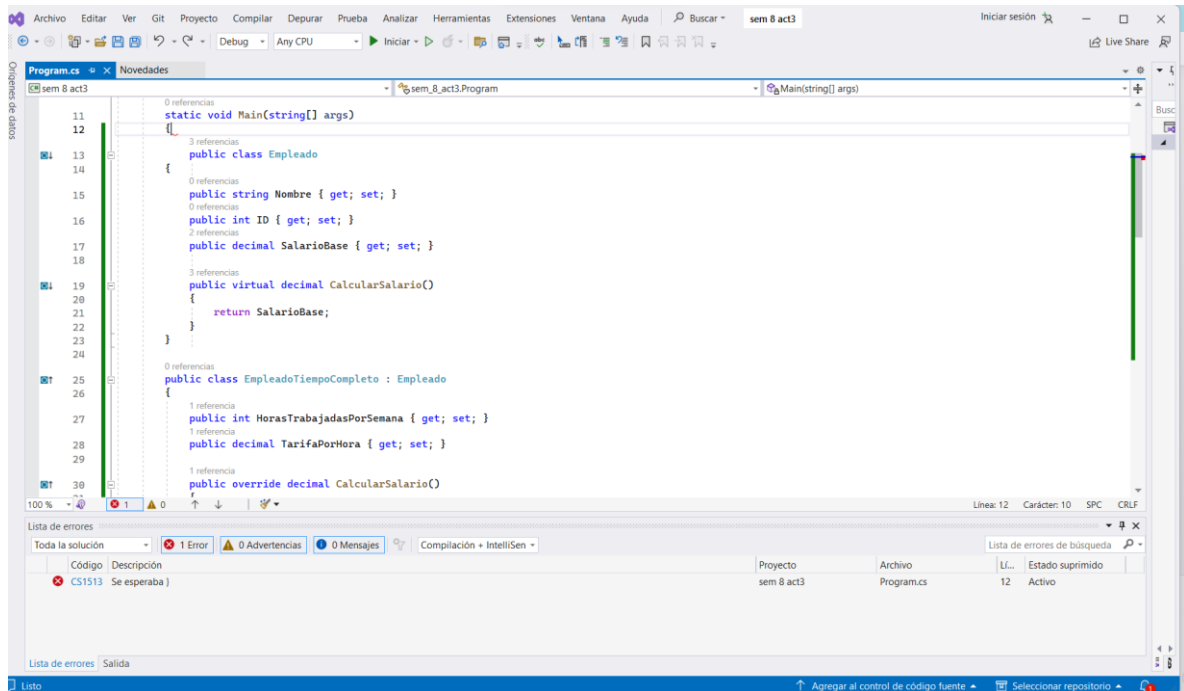 Archivo Editar Ver Git Proyecto Compilar Depurar Prueba Analizar Herramientas Extensiones Ventana Ayuda Buscar sem 8 act3 Iniciar sesión
Debug Any CPU Iniciar Live Share
Orígenes de datos
Program.cs Novedades
sem 8 act3 sem_8_act3.Program Main(string[] args)
Busc
0 referencias
11 static void Main(string[] args)
12 {
3 referencias
13 public class Empleado
14 {
0 referencias
15 public string Nombre { get; set; }
0 referencias
16 public int ID { get; set; }
2 referencias
17 public decimal SalarioBase { get; set; }
18
3 referencias
19 public virtual decimal CalcularSalario()
20 {
21 return SalarioBase;
22 }
23 }
24
0 referencias
25 public class EmpleadoTiempoCompleto : Empleado
26 {
1 referencia
27 public int HorasTrabajadasPorSemana { get; set; }
1 referencia
28 public decimal TarifaPorHora { get; set; }
29
1 referencia
30 public override decimal CalcularSalario()
100 % 1 0 Línea: 12 Carácter: 10 SPC CRLF
Lista de errores
Toda la solución 1 Error 0 Advertencias 0 Mensajes Compilación + IntelliSen Lista de errores de búsqueda
Código Descripción Proyecto Archivo Lí... Estado suprimido
CS1513 Se esperaba } sem 8 act3 Program.cs 12 Activo
Lista de errores Salida
Listo Agregar al control de código fuente Seleccionar repositorio 1